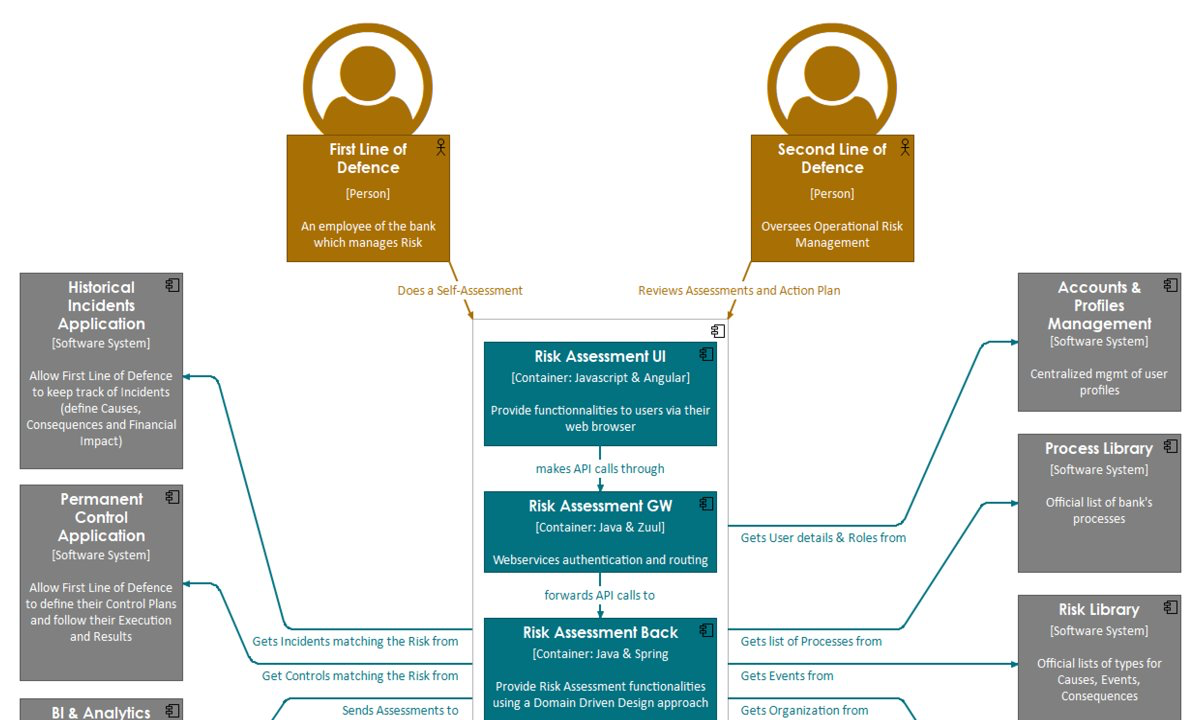 First Line of
Defence
[Person]
An employee of the bank
which manages Risk
Second Line of
Defence
[Person]
Oversees Operational Risk
Management
Does a Self-Assessment
Reviews Assessments and Action Plan
Historical
Incidents
Application
[Software System]
Allow First Line of Defence
to keep track of Incidents
(define Causes,
Consequences and Financial
Impact)
Permanent
Control
Application
[Software System]
Allow First Line of Defence
to define their Control Plans
and follow their Execution
and Results
BI & Analytics
Risk Assessment UI
[Container: Javascript & Angular]
Provide functionnalities to users via their
web browser
makes API calls through
Risk Assessment GW
[Container: Java & Zuul]
Webservices authentication and routing
forwards API calls to
Risk Assessment Back
[Container: Java & Spring
Provide Risk Assessment functionalities
using a Domain Driven Design approach
Gets Incidents matching the Risk from
Get Controls matching the Risk from
Sends Assessments to
Gets User details & Roles from
Gets list of Processes from
Gets Events from
Gets Organization from
Accounts &
Profiles
Management
[Software System]
Centralized mgmt of user
profiles
Process Library
[Software System]
Official list of bank's
processes
Risk Library
[Software System]
Official lists of types for
Causes, Events,
Consequences